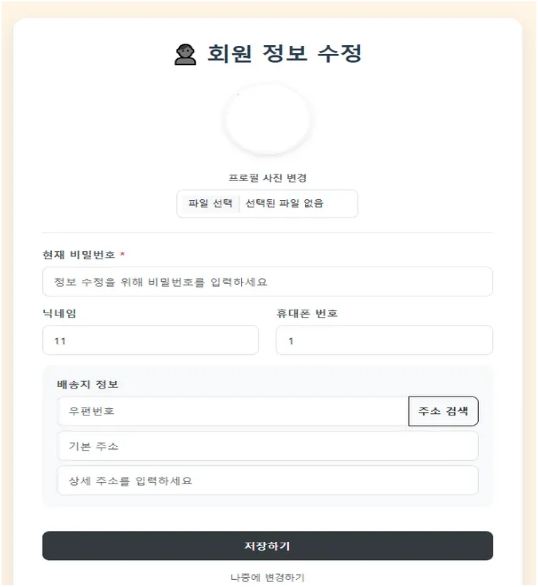 회원 정보 수정
프로필 사진 변경
파일 선택 선택된 파일 없음
현재 비밀번호 *
정보 수정을 위해 비밀번호를 입력하세요
닉네임 휴대폰 번호
11 1
배송지 정보
우편번호 주소 검색
기본 주소
상세 주소를 입력하세요
저장하기
나중에 변경하기